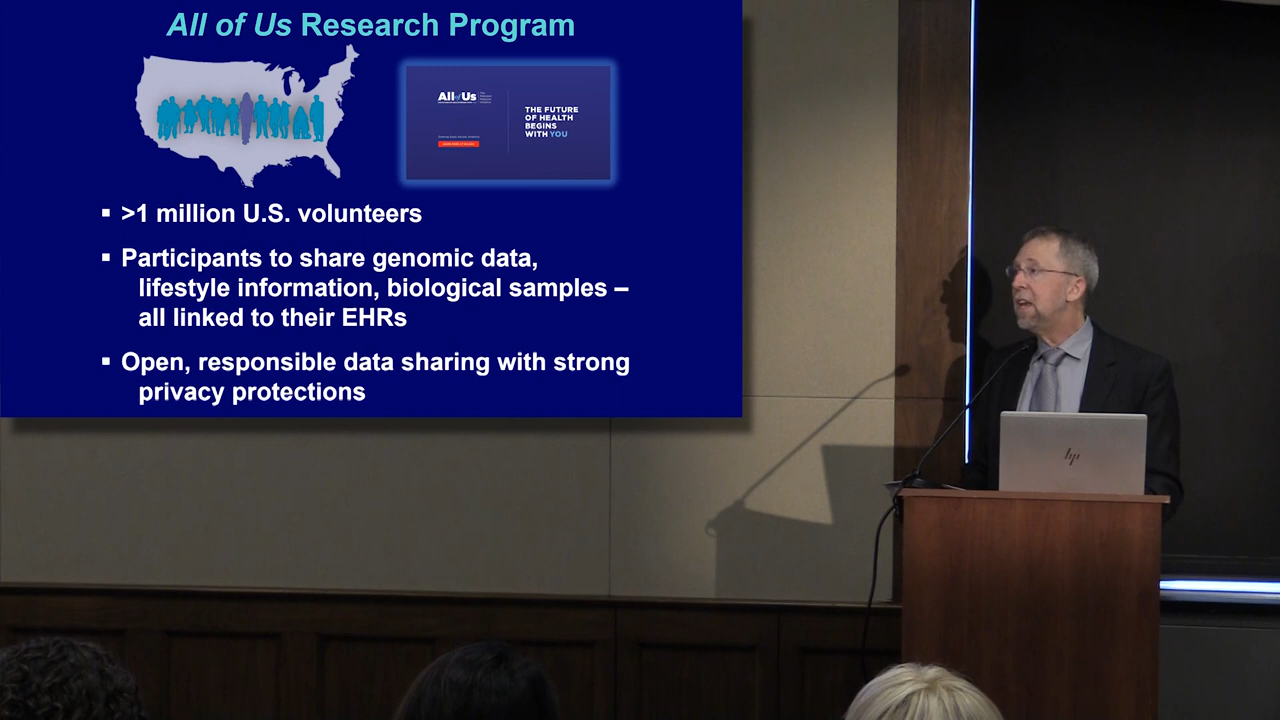 All of Us Research Program
All of Us
THE FUTURE
OF HEALTH
BEGINS
WITH YOU
▪ >1 million U.S. volunteers
▪ Participants to share genomic data,
lifestyle information, biological samples –
all linked to their EHRs
▪ Open, responsible data sharing with strong
privacy protections
hp